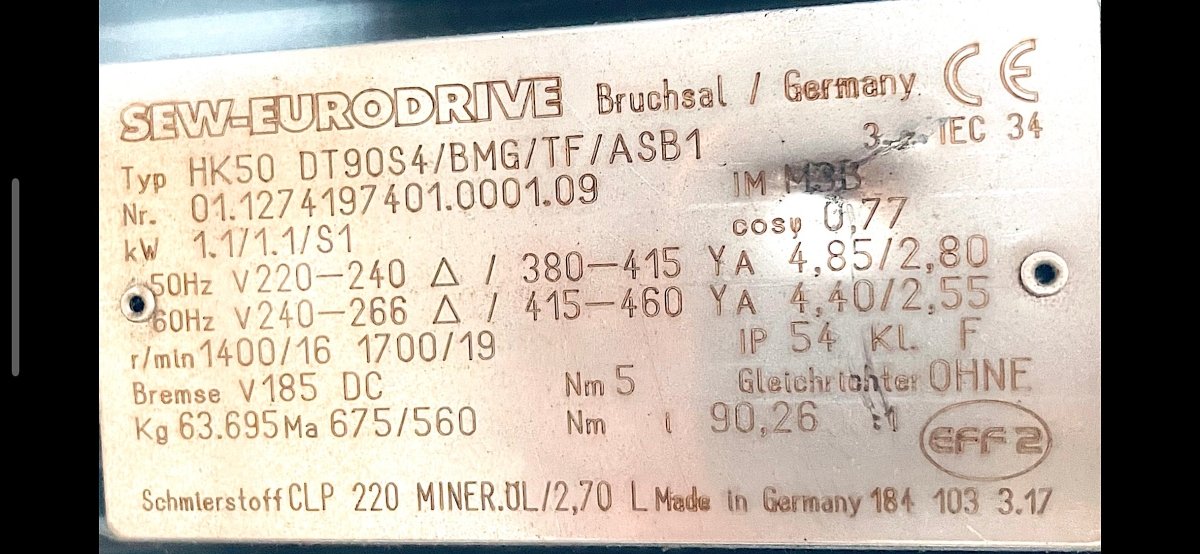 SEW-EURODRIVE Bruchsal / Germany CE
Typ HK50 DT90S4/BMG/TF/ASB1 3~ IEC 34
Nr. 01.1274197401.0001.09 IM M3B
kW 1.1/1.1/S1 cosφ 0,77
50Hz V220-240 Δ / 380-415 Y A 4,85/2,80
60Hz V240-266 Δ / 415-460 Y A 4,40/2,55
r/min 1400/16 1700/19 IP 54 Kl. F
Bremse V185 DC Nm 5 Gleichrichter OHNE
Kg 63.695 Ma 675/560 Nm i 90,26 :1
EFF 2
Schmierstoff CLP 220 MINER.ÖL/2,70 L Made in Germany 184 103 3.17